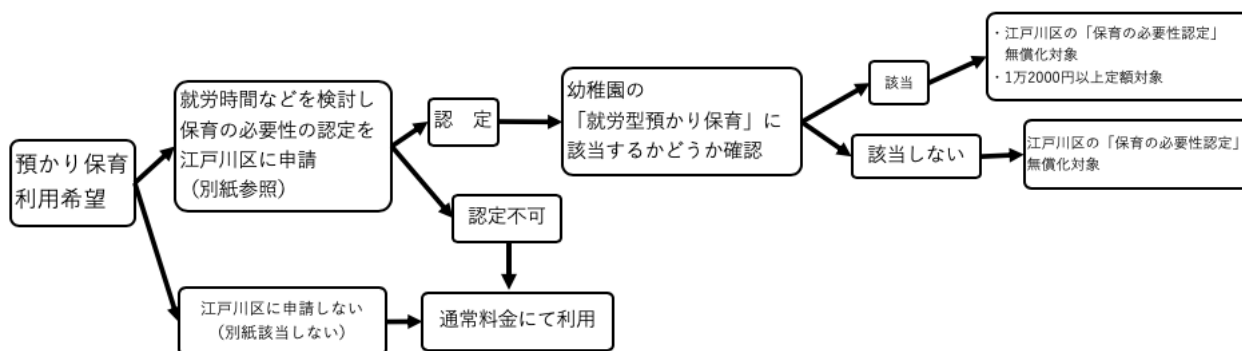 預かり保育
利用希望
就労時間などを検討し
保育の必要性の認定を
江戸川区に申請
(別紙参照)
認　定
認定不可
江戸川区に申請しない
(別紙該当しない)
通常料金にて利用
幼稚園の
「就労型預かり保育」に
該当するかどうか確認
該当
該当しない
・江戸川区の「保育の必要性認定」
無償化対象
・1万2000円以上定額対象
江戸川区の「保育の必要性認定」
無償化対象